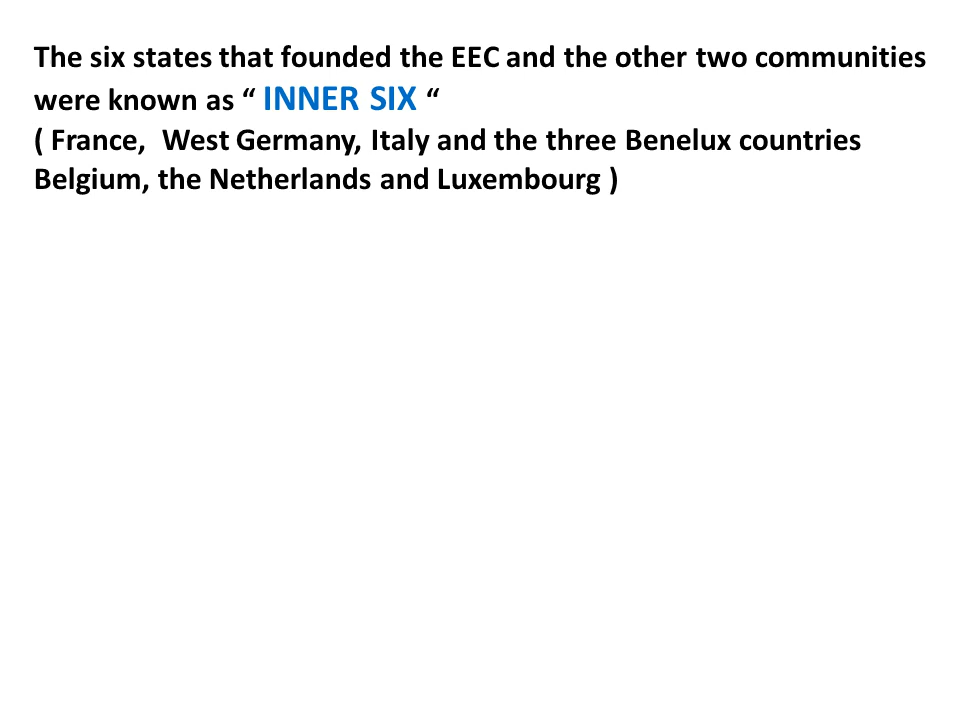 The six states that founded the EEC and the other two communities
were known as “ INNER SIX “
( France,  West Germany, Italy and the three Benelux countries
Belgium, the Netherlands and Luxembourg )